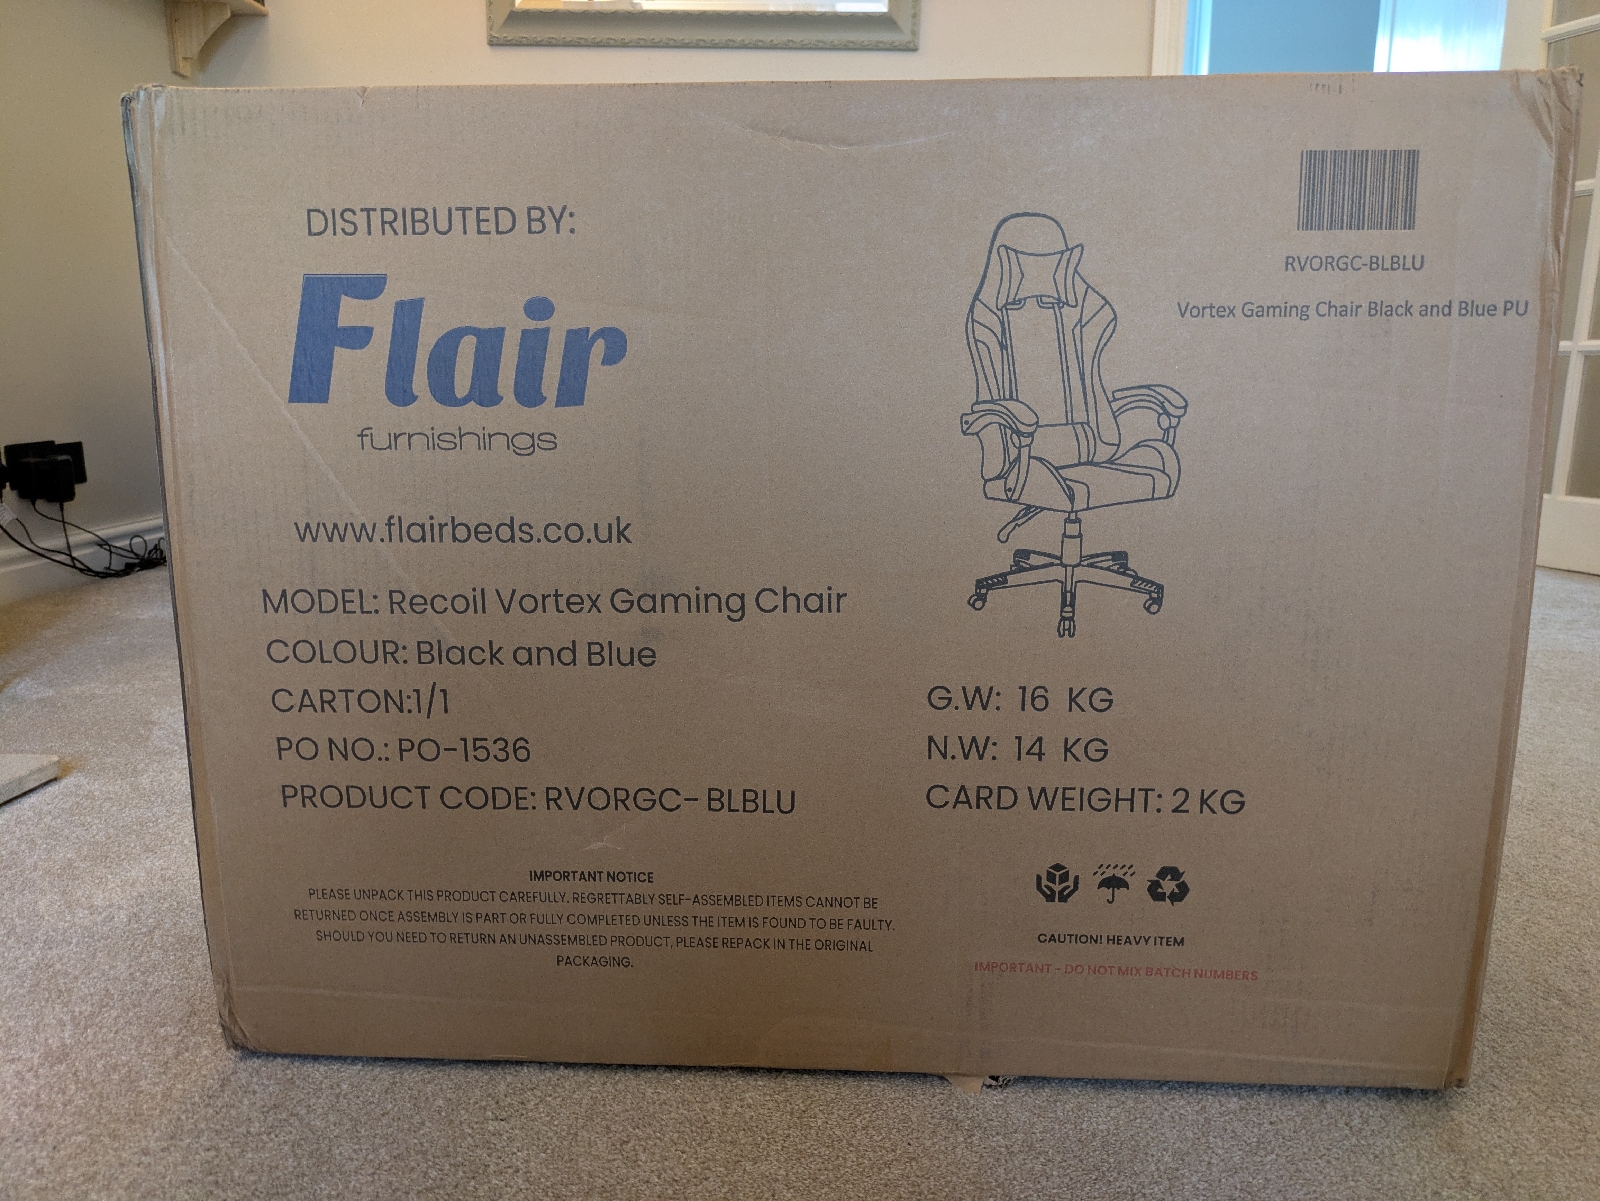 DISTRIBUTED BY:
Flair
furnishings
www.flairbeds.co.uk
MODEL: Recoil Vortex Gaming Chair
COLOUR: Black and Blue
CARTON:1/1
PO NO.: PO-1536
PRODUCT CODE: RVORGC- BLBLU
IMPORTANT NOTICE
PLEASE UNPACK THIS PRODUCT CAREFULLY. REGRETTABLY SELF-ASSEMBLED ITEMS CANNOT BE
RETURNED ONCE ASSEMBLY IS PART OR FULLY COMPLETED UNLESS THE ITEM IS FOUND TO BE FAULTY.
SHOULD YOU NEED TO RETURN AN UNASSEMBLED PRODUCT, PLEASE REPACK IN THE ORIGINAL
PACKAGING.
RVORGC-BLBLU
Vortex Gaming Chair Black and Blue PU
G.W: 16 KG
N.W: 14 KG
CARD WEIGHT: 2 KG
CAUTION! HEAVY ITEM
IMPORTANT - DO NOT MIX BATCH NUMBERS